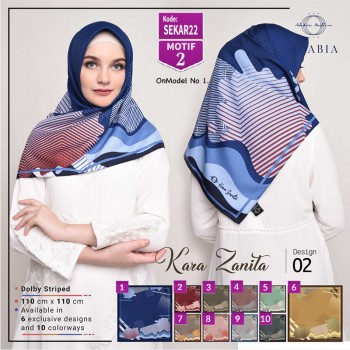 Kode:
SEKAR22
MOTIF
2
OnModel No 1.
ABIA
Kara Zanita
Design
02
• Dolby Striped
• 110 cm x 110 cm
• Available in
6 exclusive designs
and 10 colorways
1
2
3
4
5
6
7
8
9
10